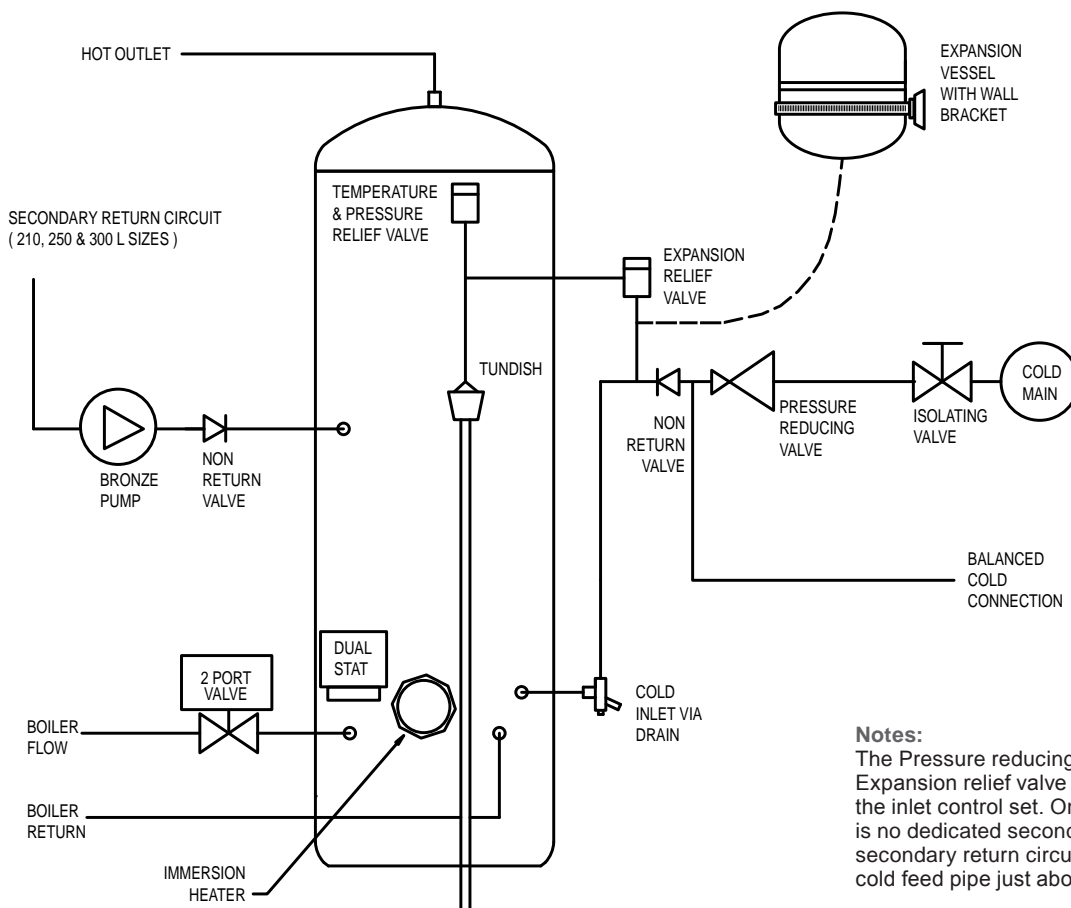 HOT OUTLET
EXPANSION
VESSEL
WITH WALL
BRACKET
TEMPERATURE
& PRESSURE
RELIEF VALVE
SECONDARY RETURN CIRCUIT
( 210, 250 & 300 L SIZES )
EXPANSION
RELIEF
VALVE
TUNDISH
COLD
MAIN
PRESSURE
REDUCING
VALVE
ISOLATING
VALVE
NON
RETURN
VALVE
NON
RETURN
VALVE
BRONZE
PUMP
BALANCED
COLD
CONNECTION
DUAL
STAT
2 PORT
VALVE
COLD
INLET VIA
DRAIN
BOILER
FLOW
BOILER
RETURN
IMMERSION
HEATER
Notes:
The Pressure reducing
Expansion relief valve
the inlet control set. On
is no dedicated second
secondary return circu
cold feed pipe just abo